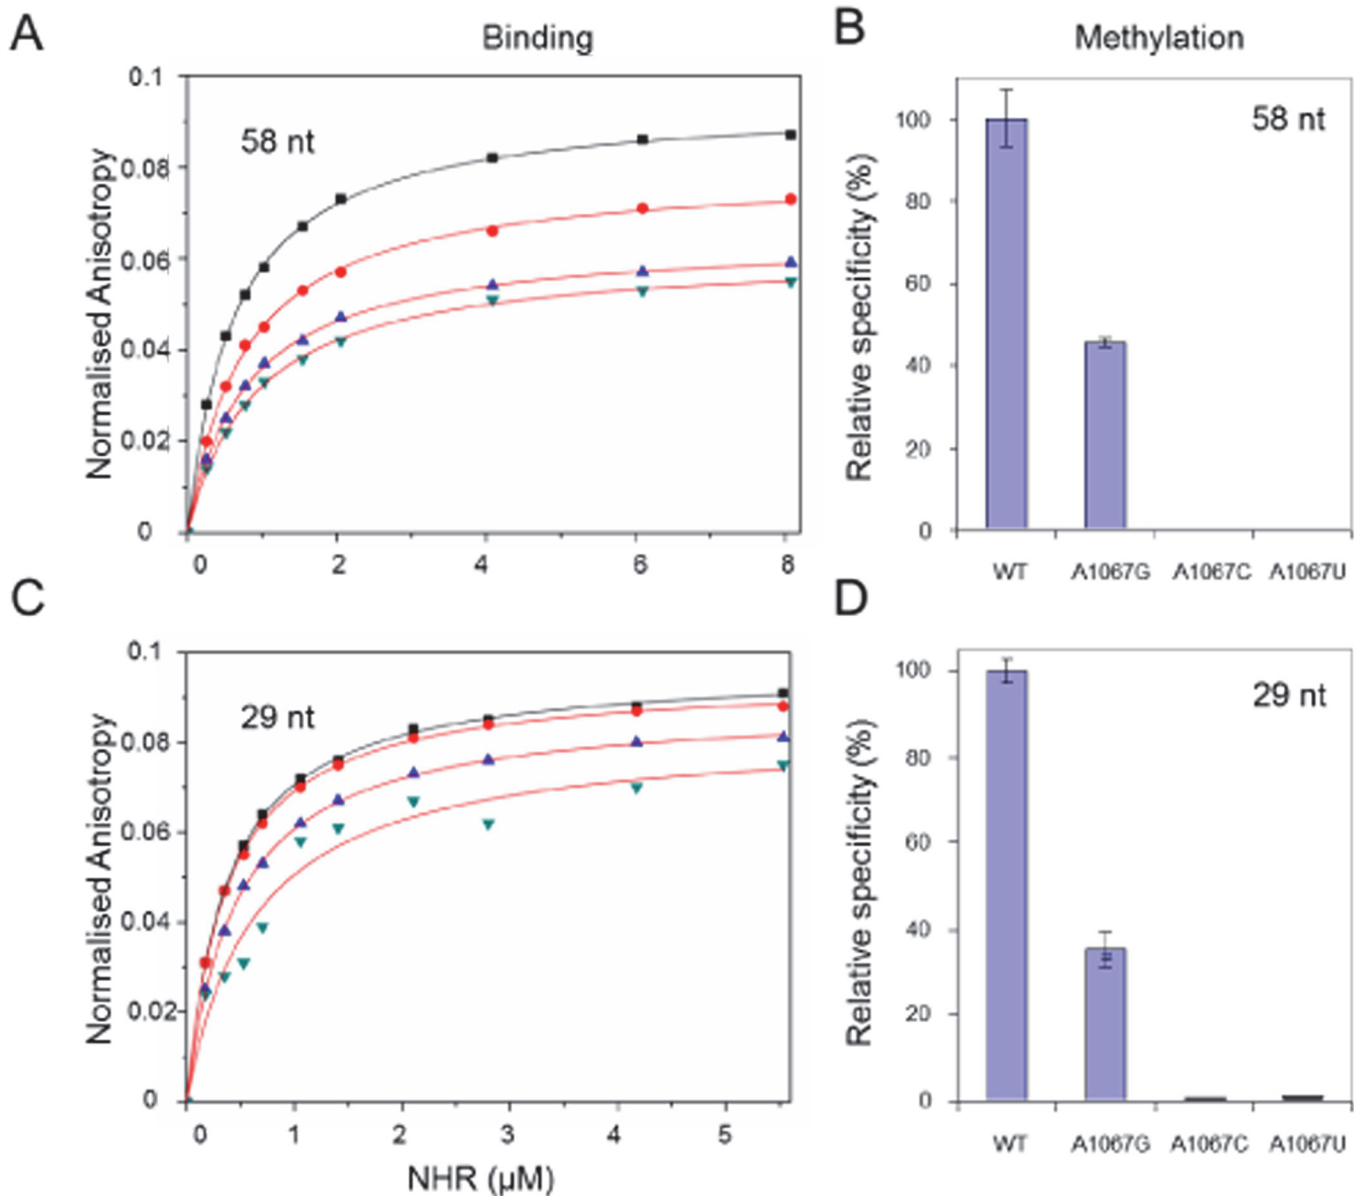 A
Binding
0.1
58 nt
0.08
0.06
0.04
0.02
0
Normalised Anisotropy
0 2 4 6 8
B
Methylation
58 nt
100
80
60
40
20
0
Relative specificity (%)
WT A1067G A1067C A1067U
C
0.1
29 nt
0.08
0.06
0.04
0.02
0
Normalised Anisotropy
0 1 2 3 4 5
NHR (µM)
D
29 nt
100
80
60
40
20
0
Relative specificity (%)
WT A1067G A1067C A1067U